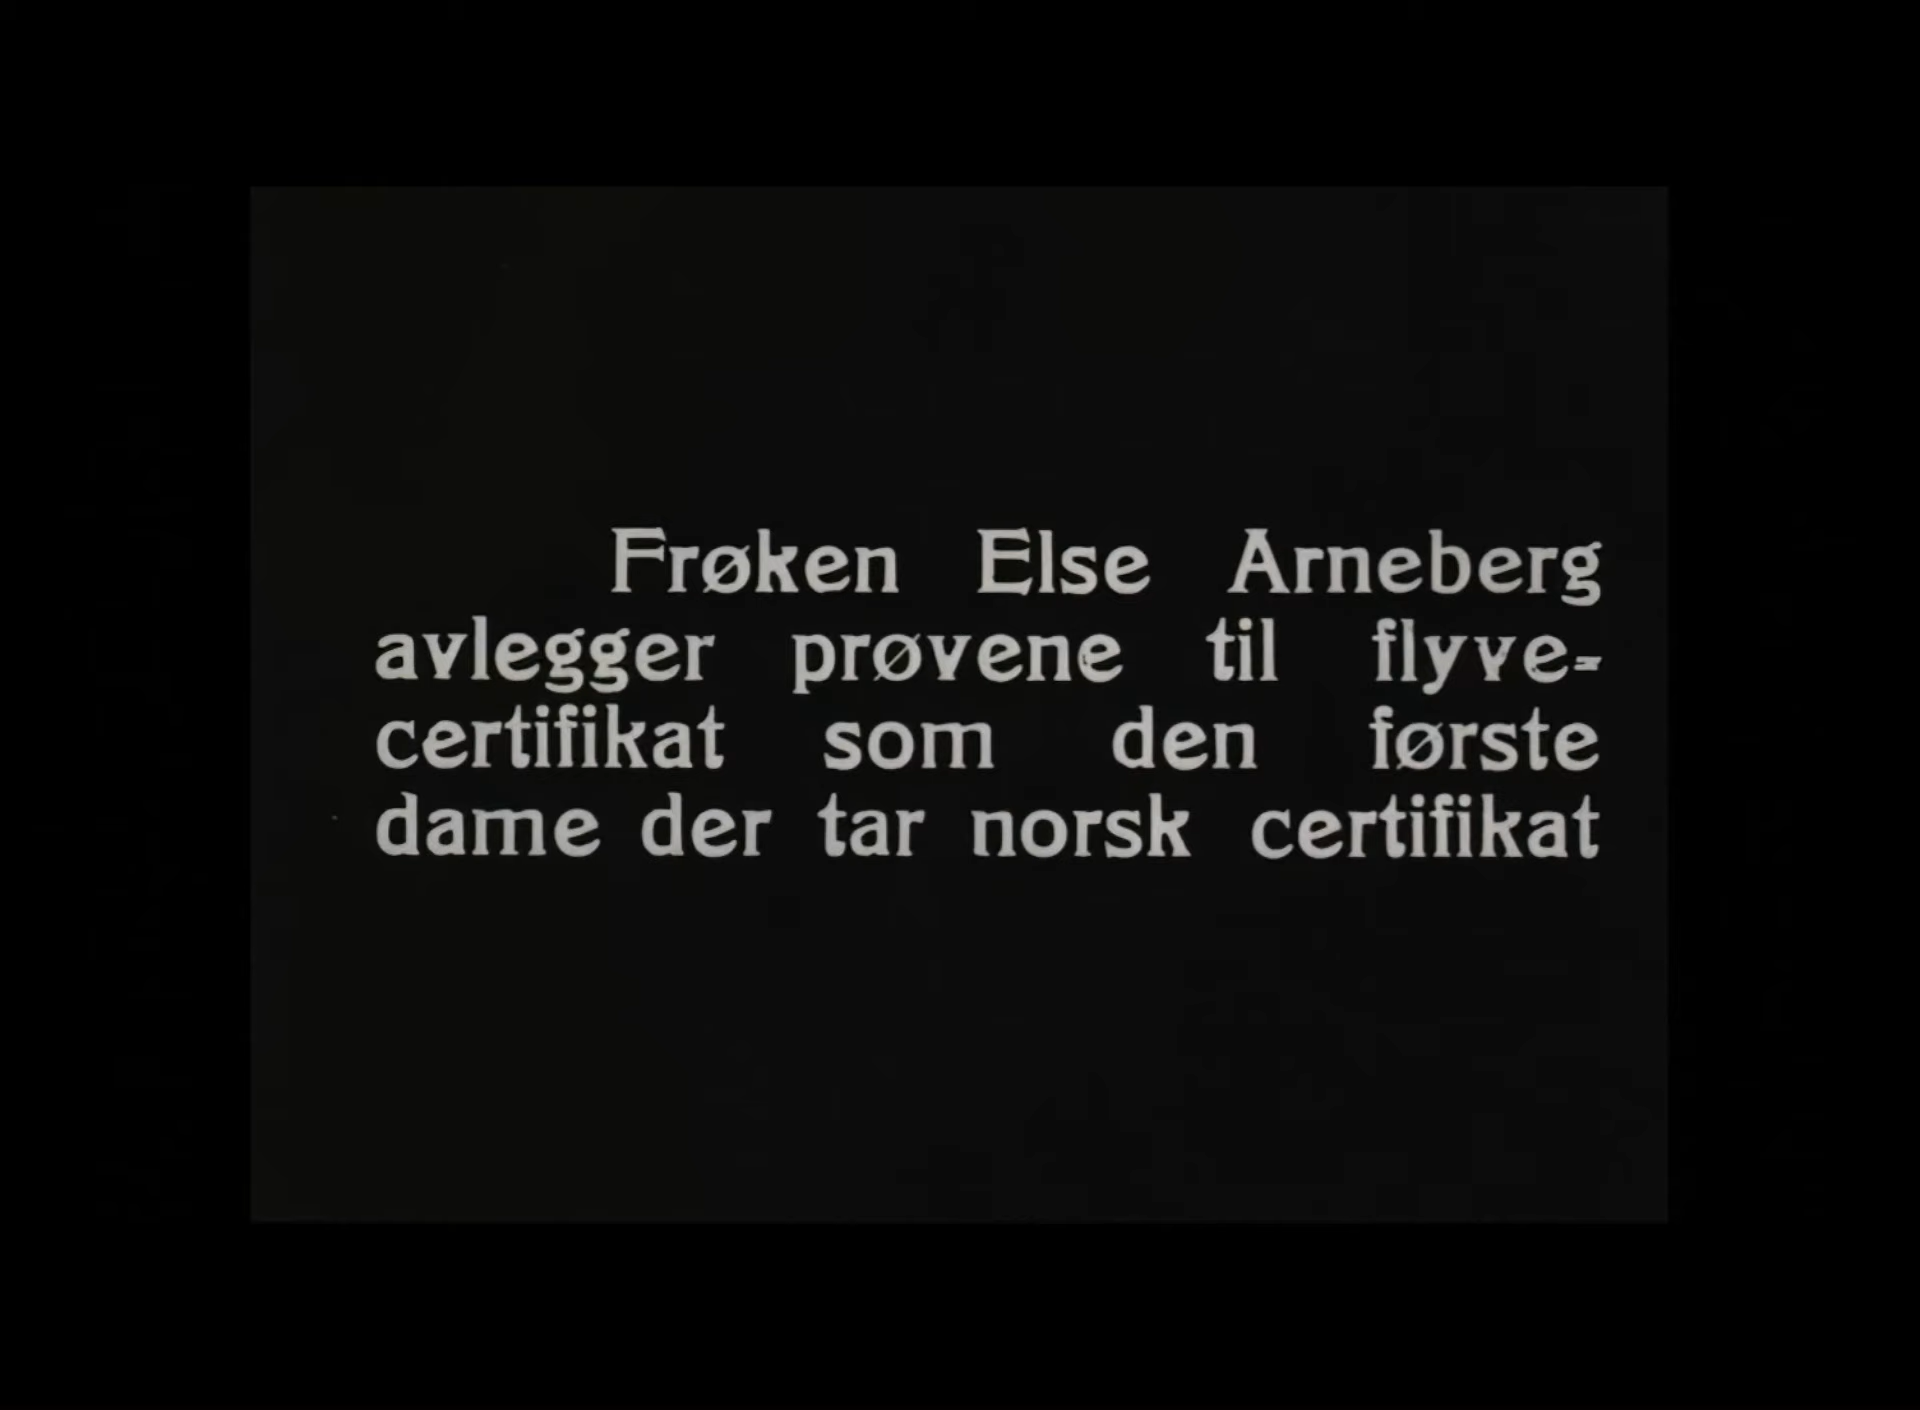 Frøken Else Arneberg
avlegger prøvene til flyve-
certifikat som den første
dame der tar norsk certifikat